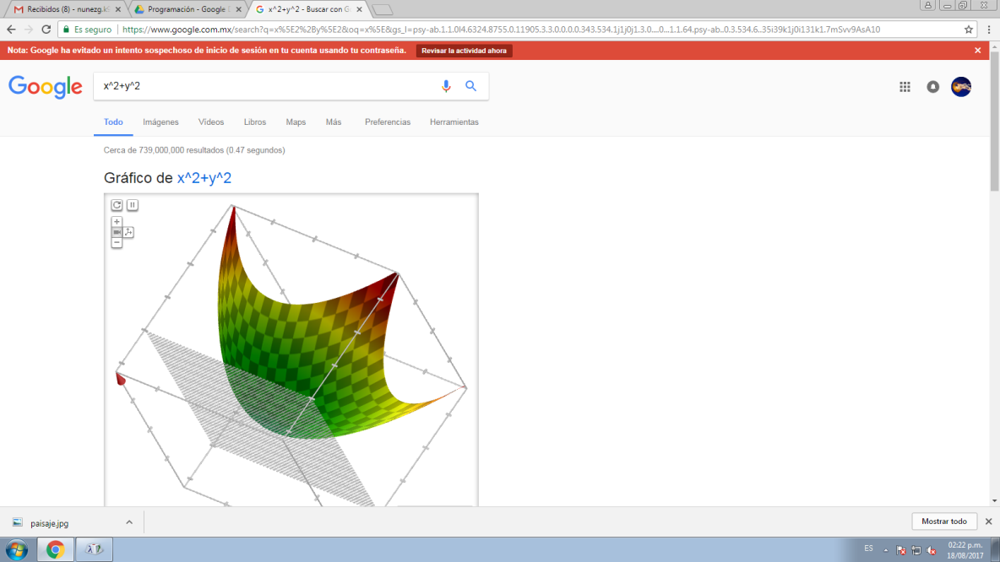 Recibidos (8) - nunezg.k
Programación - Google
x^2+y^2 - Buscar con G
Es seguro
https://www.google.com.mx/search?q=x%5E2%2By%5E2&oq=x%5E&gs_l=psy-ab.1.1.0l4.6324.8755.0.11905.3.3.0.0.0.0.343.534.1j1j0j1.3.0....0...1.1.64.psy-ab..0.3.534.6..35i39k1j0i131k1.7mSvv9AsA10
Nota: Google ha evitado un intento sospechoso de inicio de sesión en tu cuenta usando tu contraseña.
Revisar la actividad ahora
Google
x^2+y^2
Todo Imágenes Vídeos Libros Maps Más Preferencias Herramientas
Cerca de 739,000,000 resultados (0.47 segundos)
Gráfico de x^2+y^2
paisaje.jpg
Mostrar todo
ES
02:22 p.m.
18/08/2017